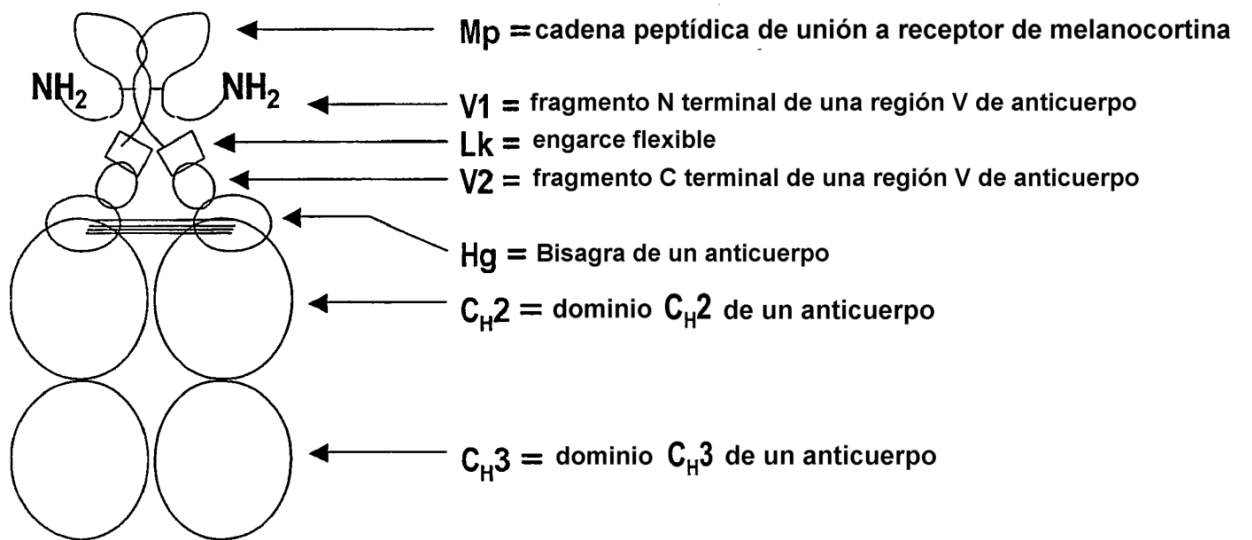 Mp = cadena peptídica de unión a receptor de melanocortina
NH2 NH2
V1 = fragmento N terminal de una región V de anticuerpo
Lk = engarce flexible
V2 = fragmento C terminal de una región V de anticuerpo
Hg = Bisagra de un anticuerpo
CH2 = dominio CH2 de un anticuerpo
CH3 = dominio CH3 de un anticuerpo